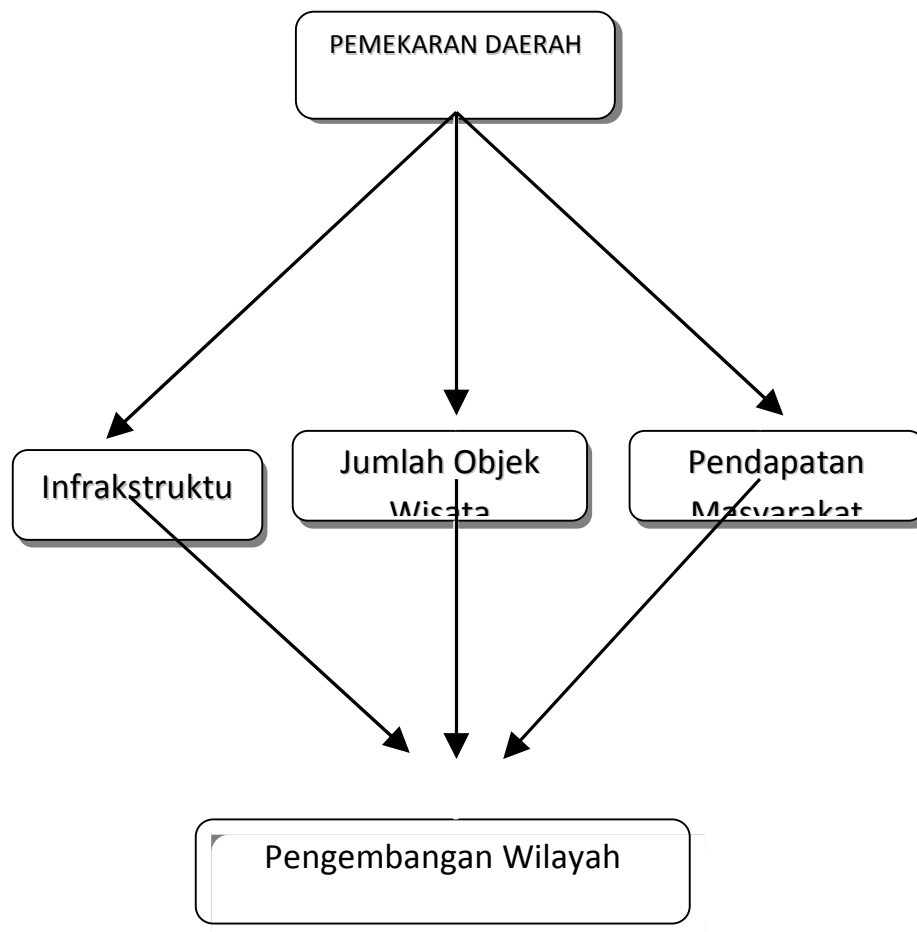 PEMEKARAN DAERAH
Infrakstruktu
Jumlah Objek
Wisata
Pendapatan
Masyarakat
Pengembangan Wilayah